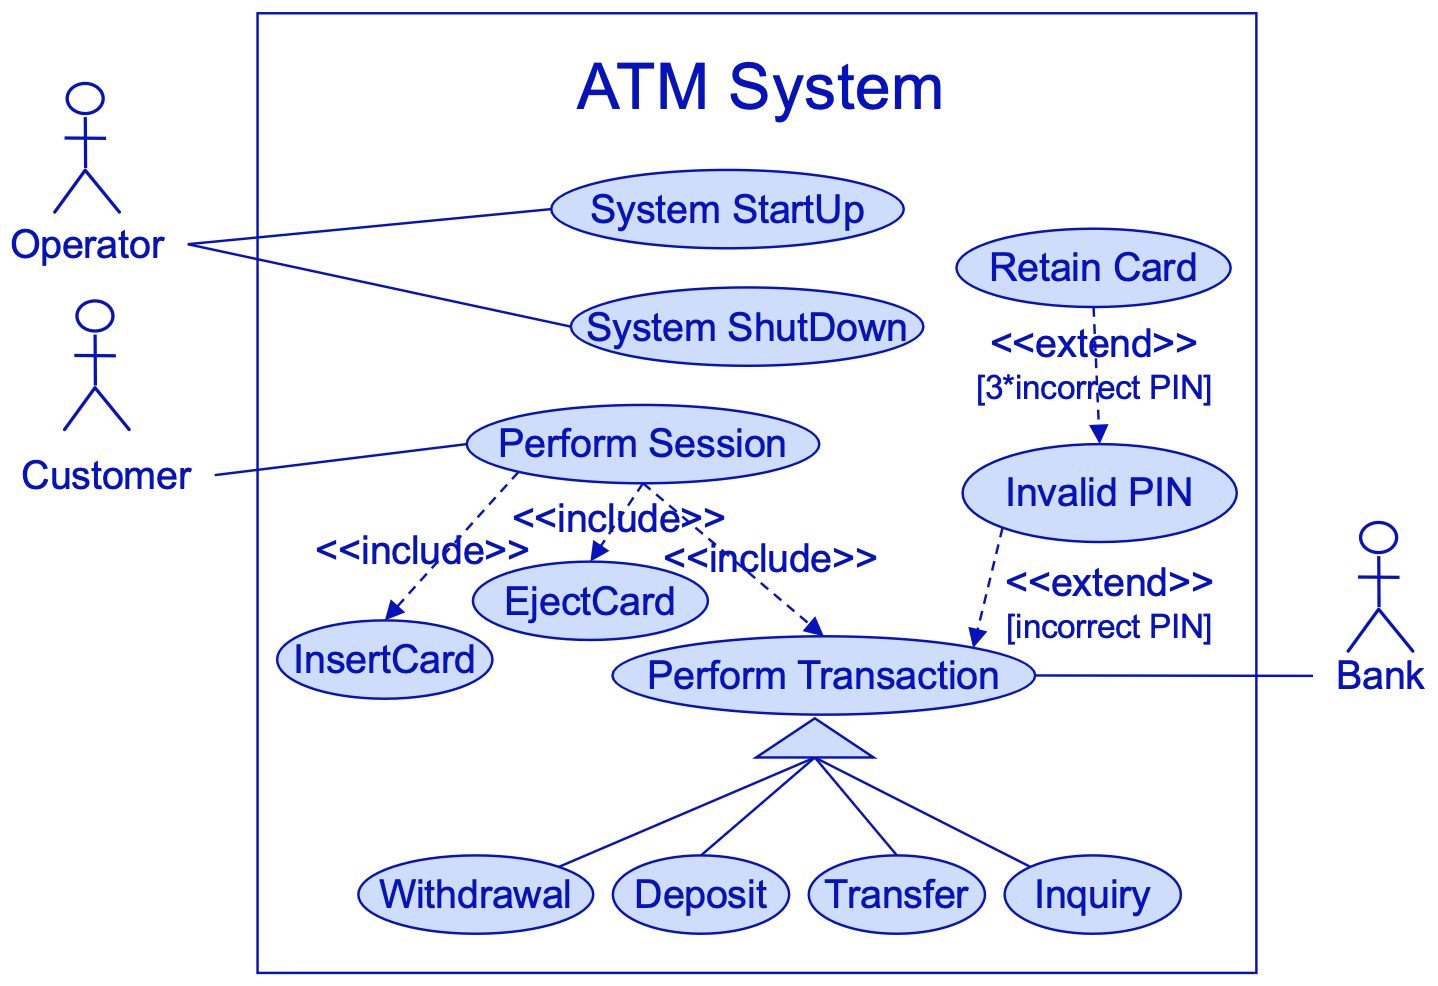 ATM System
Operator
System StartUp
Retain Card
System ShutDown
<<extend>>
[3*incorrect PIN]
Customer
Perform Session
Invalid PIN
<<include>>
<<include>>
<<include>>
<<extend>>
[incorrect PIN]
EjectCard
InsertCard
Perform Transaction
Bank
Withdrawal
Deposit
Transfer
Inquiry